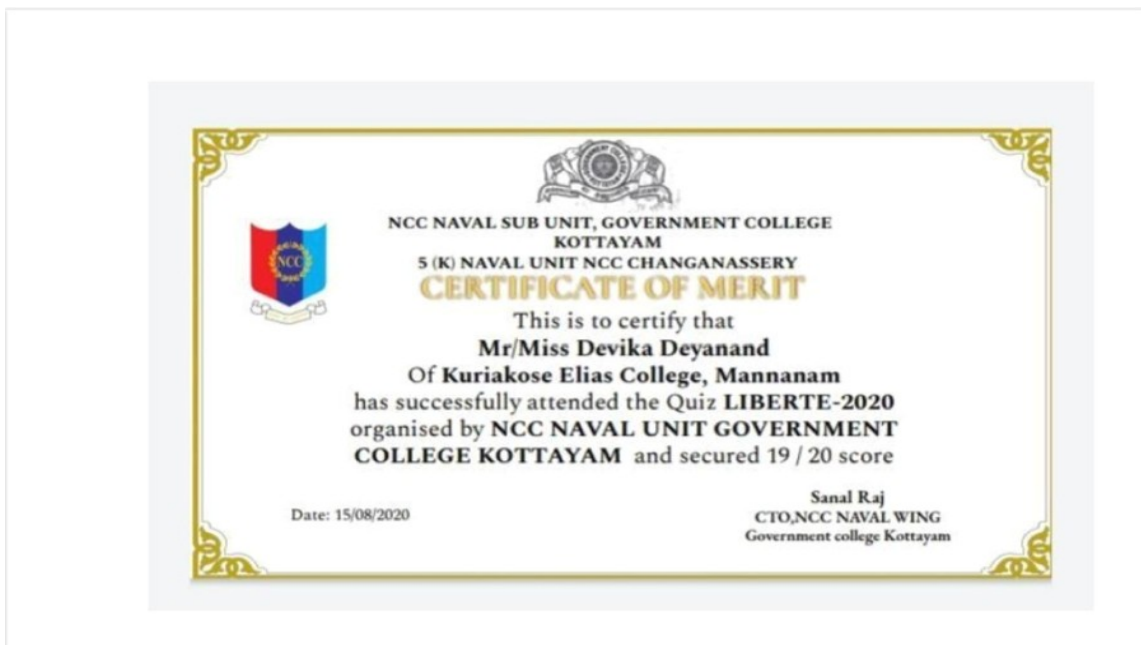 NCC NAVAL SUB UNIT, GOVERNMENT COLLEGE
KOTTAYAM
5 (K) NAVAL UNIT NCC CHANGANASSERY
NCC
CERTIFICATE OF MERIT
This is to certify that
Mr/Miss Devika Deyanand
Of Kuriakose Elias College, Mannanam
has successfully attended the Quiz LIBERTE-2020
organised by NCC NAVAL UNIT GOVERNMENT
COLLEGE KOTTAYAM and secured 19 / 20 score
Date: 15/08/2020
Sanal Raj
CTO,NCC NAVAL WING
Government college Kottayam